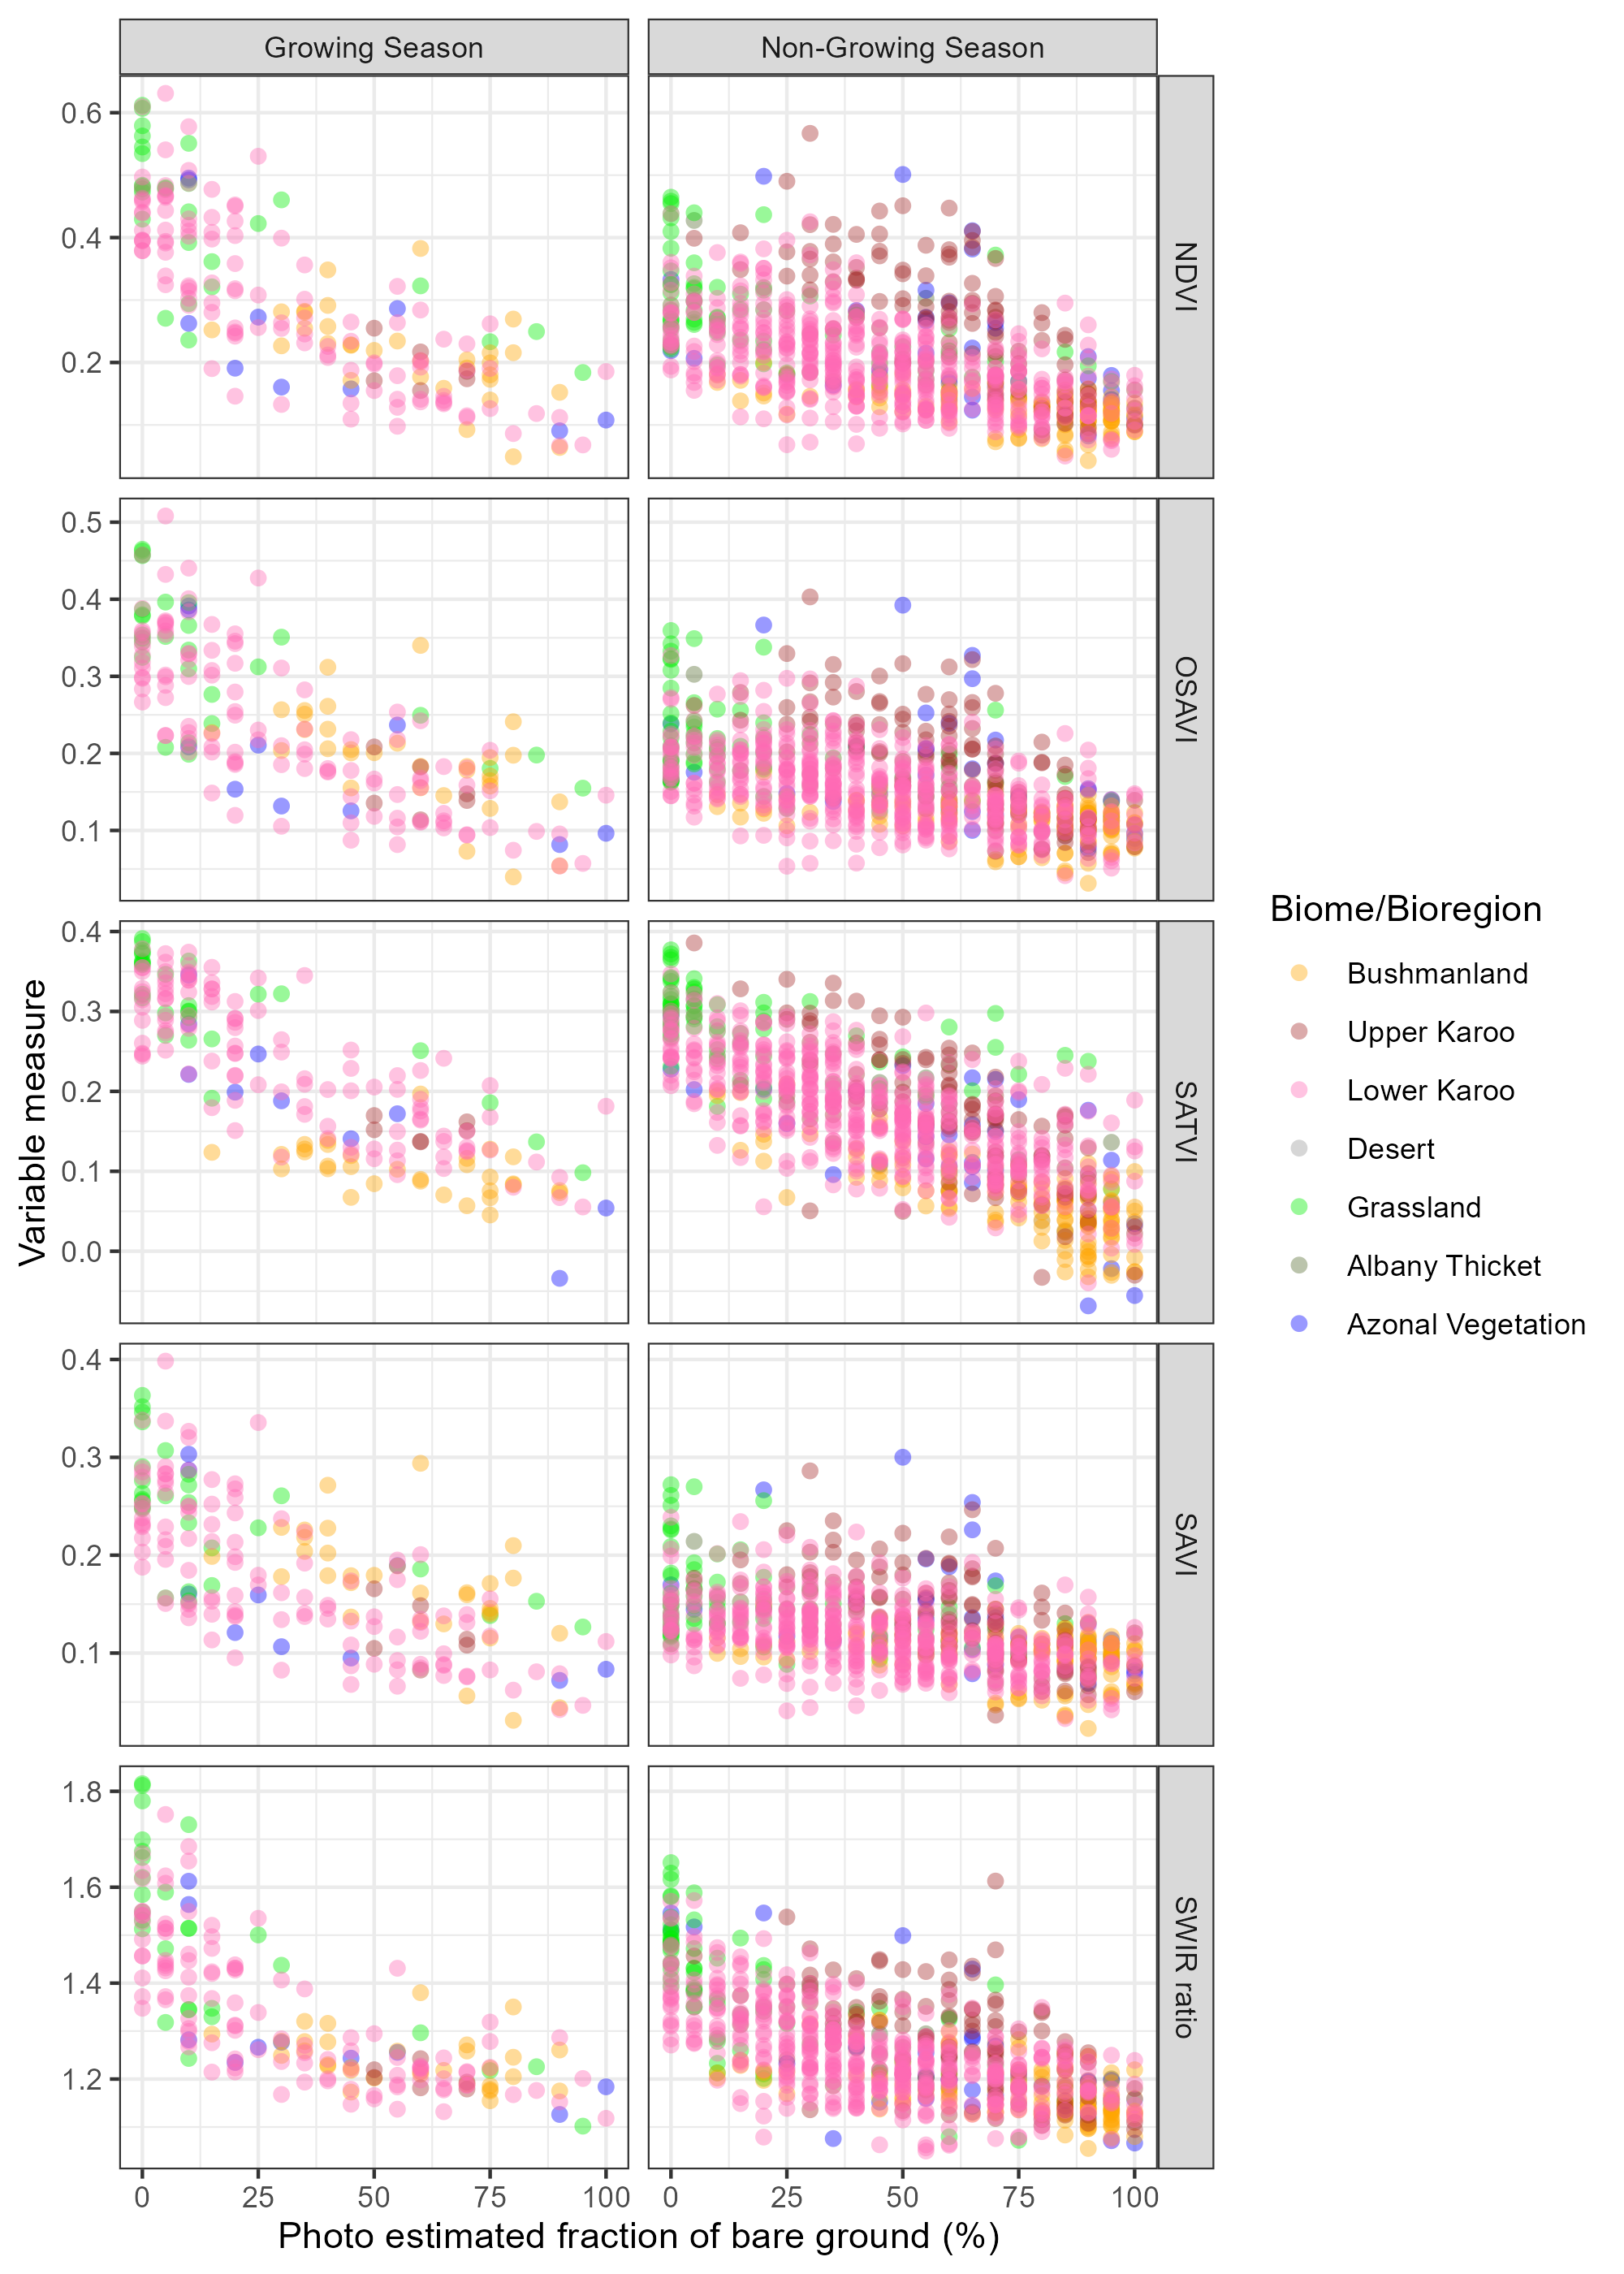 Growing Season
Non-Growing Season
0.6
0.4
0.2
NDVI
0.5
0.4
0.3
0.2
0.1
OSAVI
0.4
0.3
0.2
0.1
0.0
SATVI
0.4
0.3
0.2
0.1
SAVI
1.8
1.6
1.4
1.2
SWIR ratio
0 25 50 75 100
0 25 50 75 100
Variable measure
Photo estimated fraction of bare ground (%)
Biome/Bioregion
Bushmanland
Upper Karoo
Lower Karoo
Desert
Grassland
Albany Thicket
Azonal Vegetation